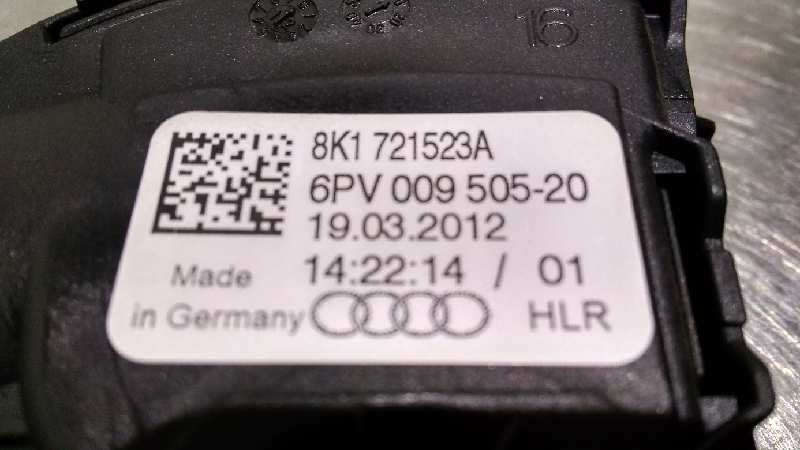 16
8K1 721523A
6PV 009 505-20
19.03.2012
Made 14:22:14 / 01
in Germany HLR